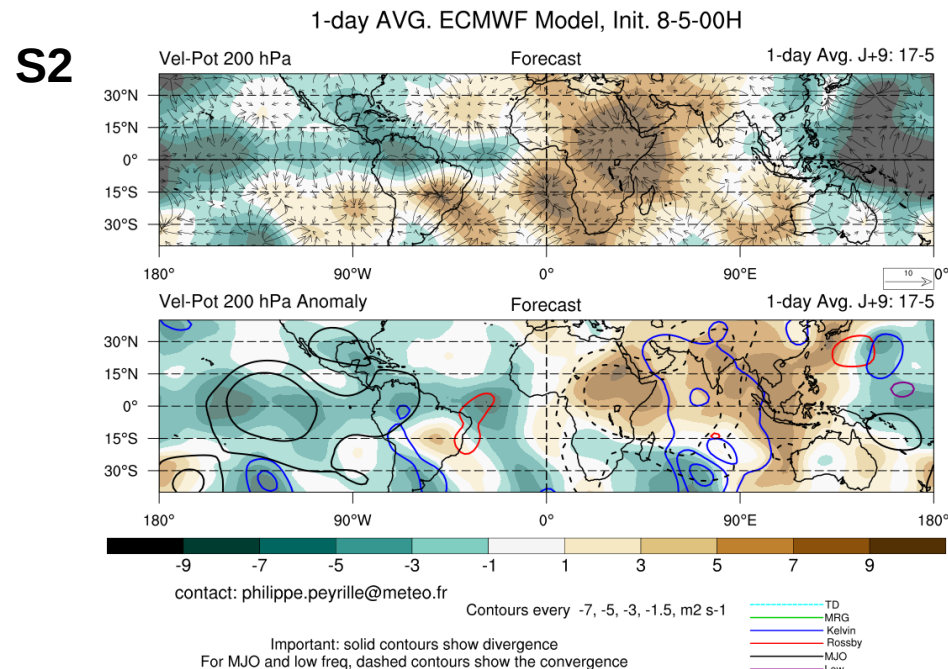 1-day AVG. ECMWF Model, Init. 8-5-00H
S2
Vel-Pot 200 hPa Forecast 1-day Avg. J+9: 17-5
30°N
15°N
0°
15°S
30°S
180° 90°W 0° 90°E 0°
10
Vel-Pot 200 hPa Anomaly Forecast 1-day Avg. J+9: 17-5
30°N
15°N
0°
15°S
30°S
180° 90°W 0° 90°E 180°
-9 -7 -5 -3 -1 1 3 5 7 9
contact: philippe.peyrille@meteo.fr
Contours every -7, -5, -3, -1.5, m2 s-1
TD
MRG
Kelvin
Rossby
MJO
Important: solid contours show divergence
For MJO and low freq, dashed contours show the convergence